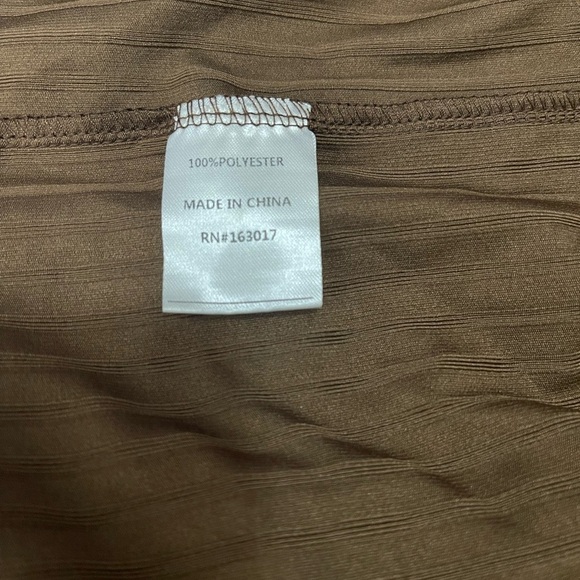 100%POLYESTER
MADE IN CHINA
RN#163017